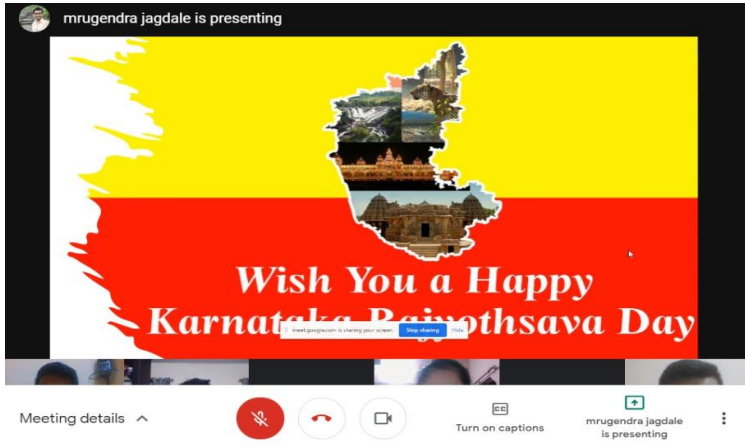 mrugendra jagdale is presenting
Wish You a Happy
Karnataka Rajyothsava Day
meet.google.com is sharing your screen. Stop sharing Hide
Meeting details
CC
Turn on captions
mrugendra jagdale
is presenting